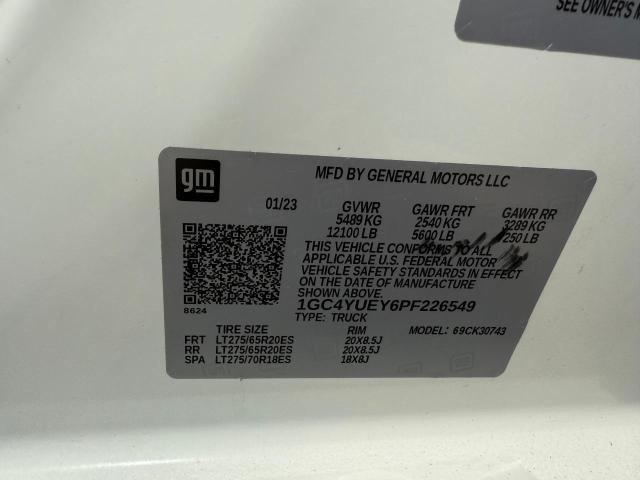 SEE OWNER'S M
gm
MFD BY GENERAL MOTORS LLC
01/23
GVWR GAWR FRT GAWR RR
5489 KG 2540 KG 3289 KG
12100 LB 5600 LB 250 LB
THIS VEHICLE CONFORMS TO ALL
APPLICABLE U.S. FEDERAL MOTOR
VEHICLE SAFETY STANDARDS IN EFFECT
ON THE DATE OF MANUFACTURE
SHOWN ABOVE.
8624
1GC4YUEY6PF226549
TYPE: TRUCK
TIRE SIZE RIM MODEL: 69CK30743
FRT LT275/65R20ES 20X8.5J
RR LT275/65R20ES 20X8.5J
SPA LT275/70R18ES 18X8J